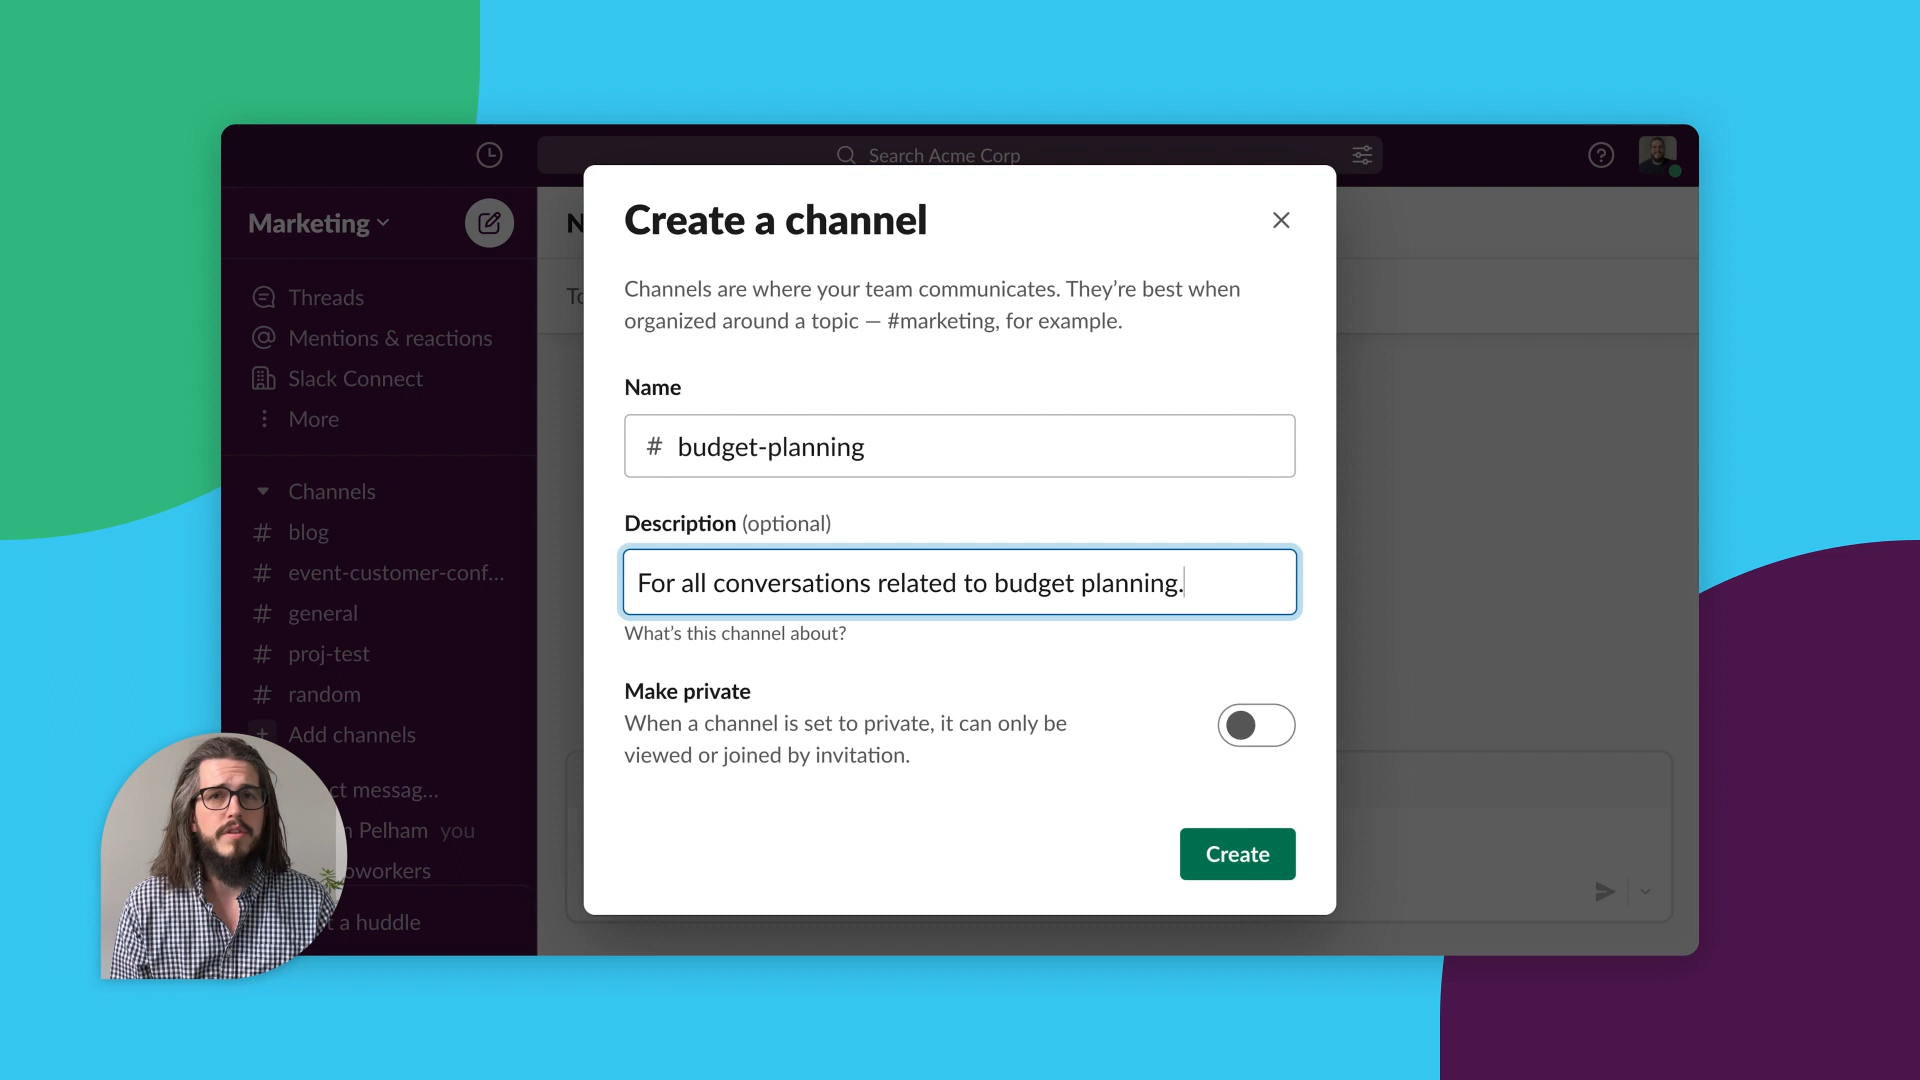 Search Acme Corp
Marketing
Threads
Mentions & reactions
Slack Connect
More
Channels
# blog
# event-customer-conf...
# general
# proj-test
# random
+ Add channels
messag...
Pelham you
a huddle
Create a channel
Channels are where your team communicates. They’re best when
organized around a topic — #marketing, for example.
Name
# budget-planning
Description (optional)
For all conversations related to budget planning.
What’s this channel about?
Make private
When a channel is set to private, it can only be
viewed or joined by invitation.
Create